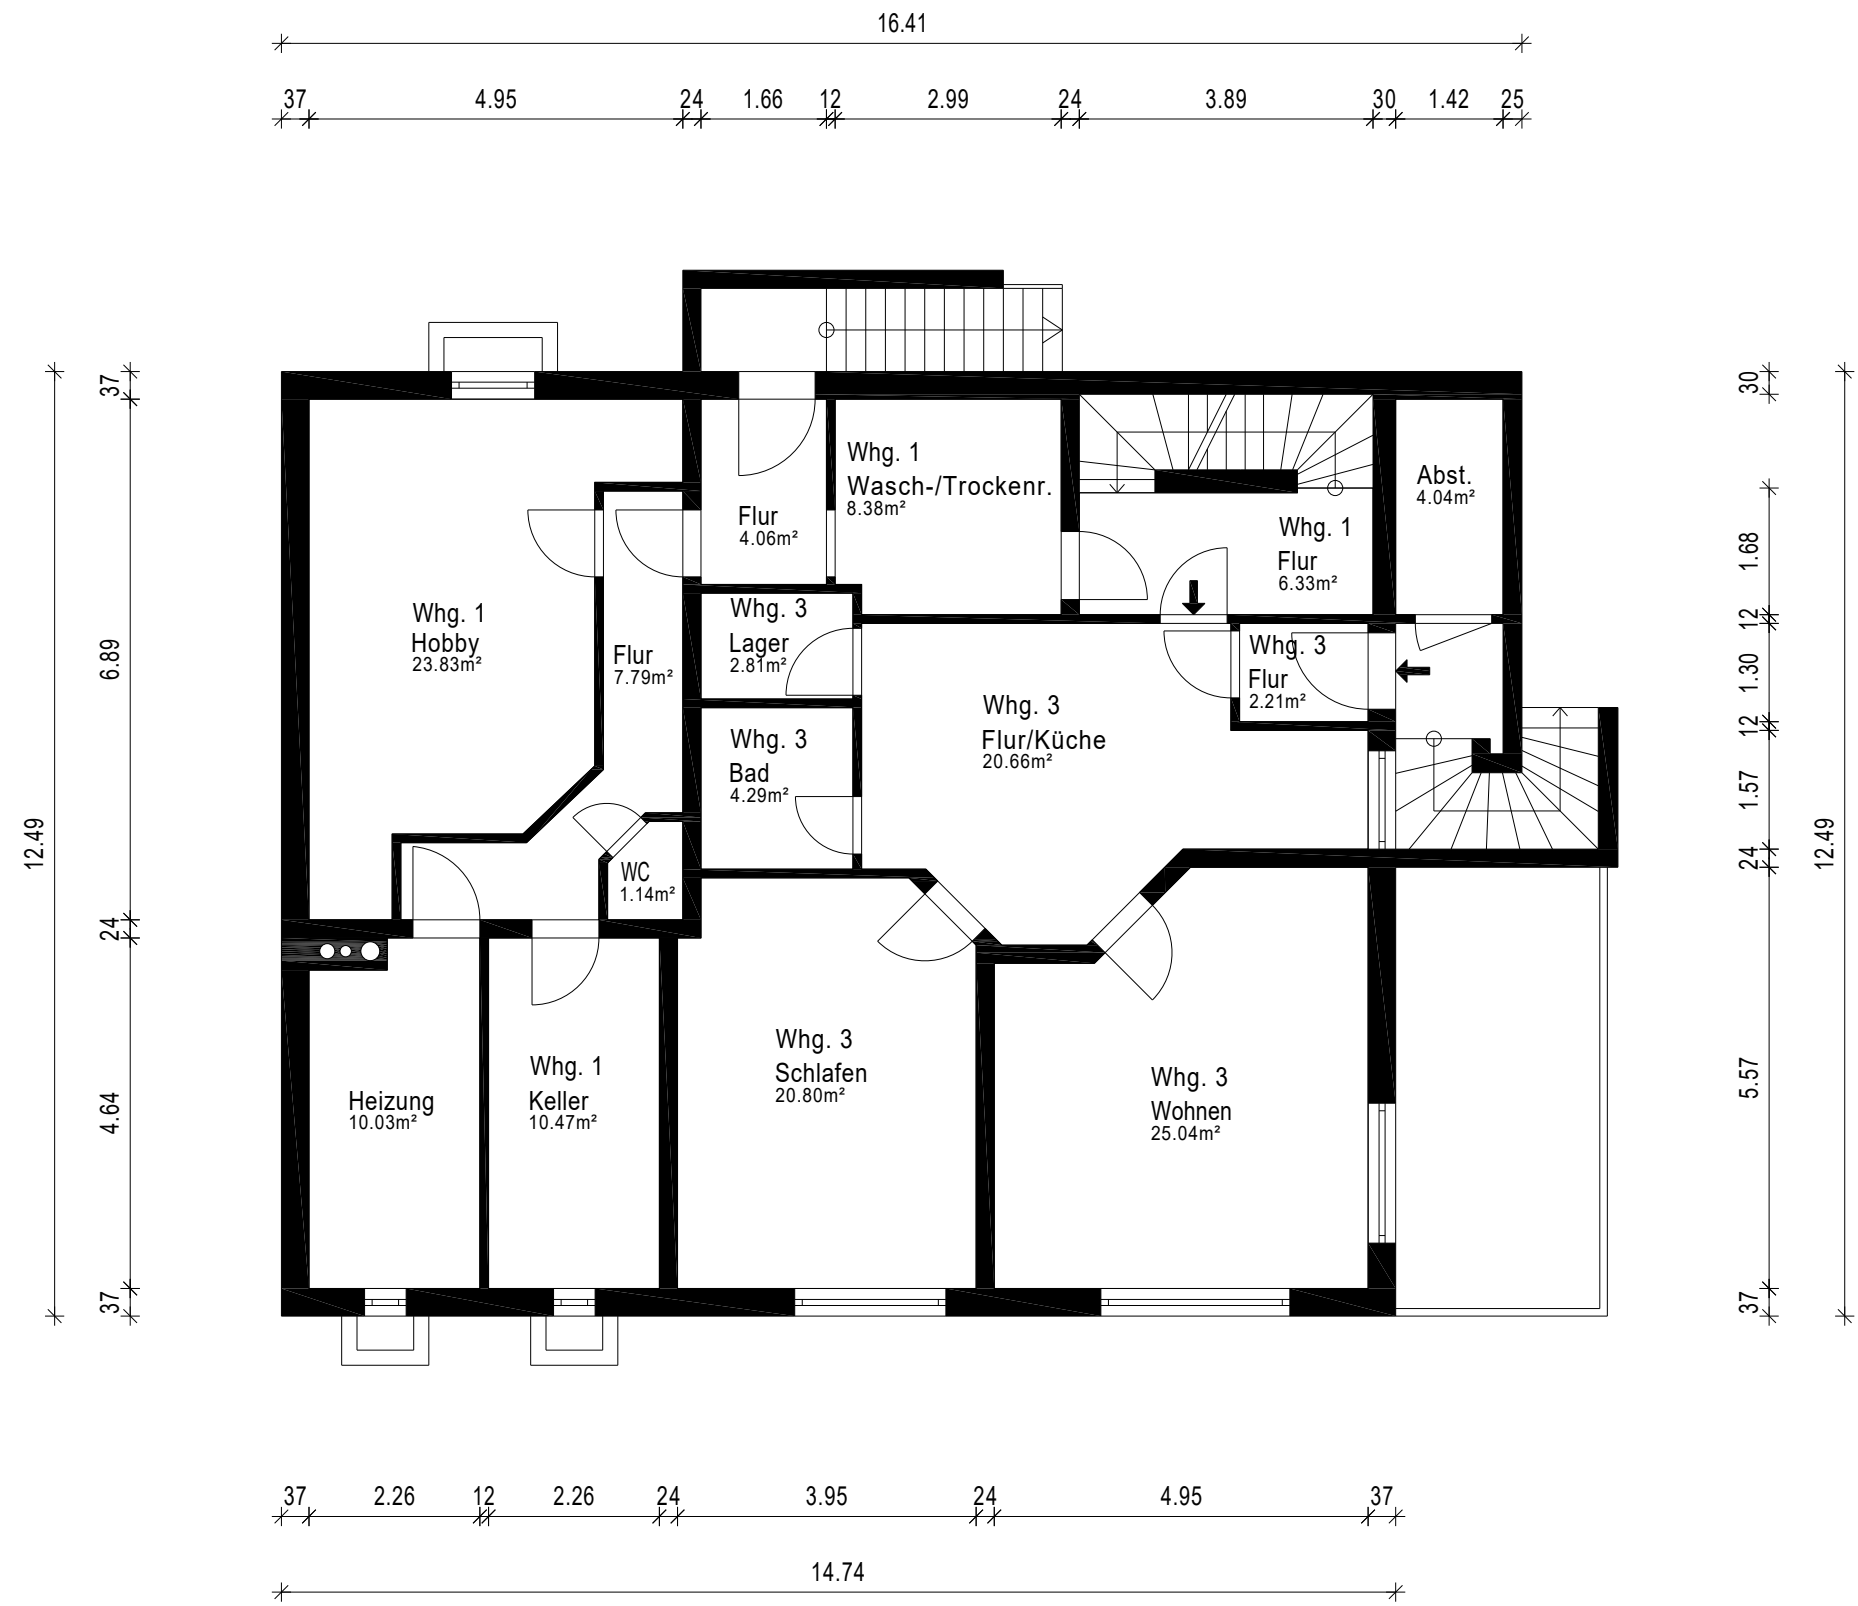 16.41
37 4.95 24 1.66 12 2.99 24 3.89 30 1.42 25
Whg. 1
Wasch-/Trockenr.
8.38m²
Abst.
4.04m²
Flur
4.06m²
Whg. 1
Flur
6.33m²
Whg. 1
Hobby
23.83m²
Flur
7.79m²
Whg. 3
Lager
2.81m²
Whg. 3
Flur
2.21m²
Whg. 3
Flur/Küche
20.66m²
Whg. 3
Bad
4.29m²
WC
1.14m²
Whg. 3
Schlafen
20.80m²
Whg. 1
Keller
10.47m²
Heizung
10.03m²
Whg. 3
Wohnen
25.04m²
12.49
37
6.89
24
4.64
37
30
1.68
12
1.30
12
1.57
24
5.57
37
12.49
37 2.26 12 2.26 24 3.95 24 4.95 37
14.74